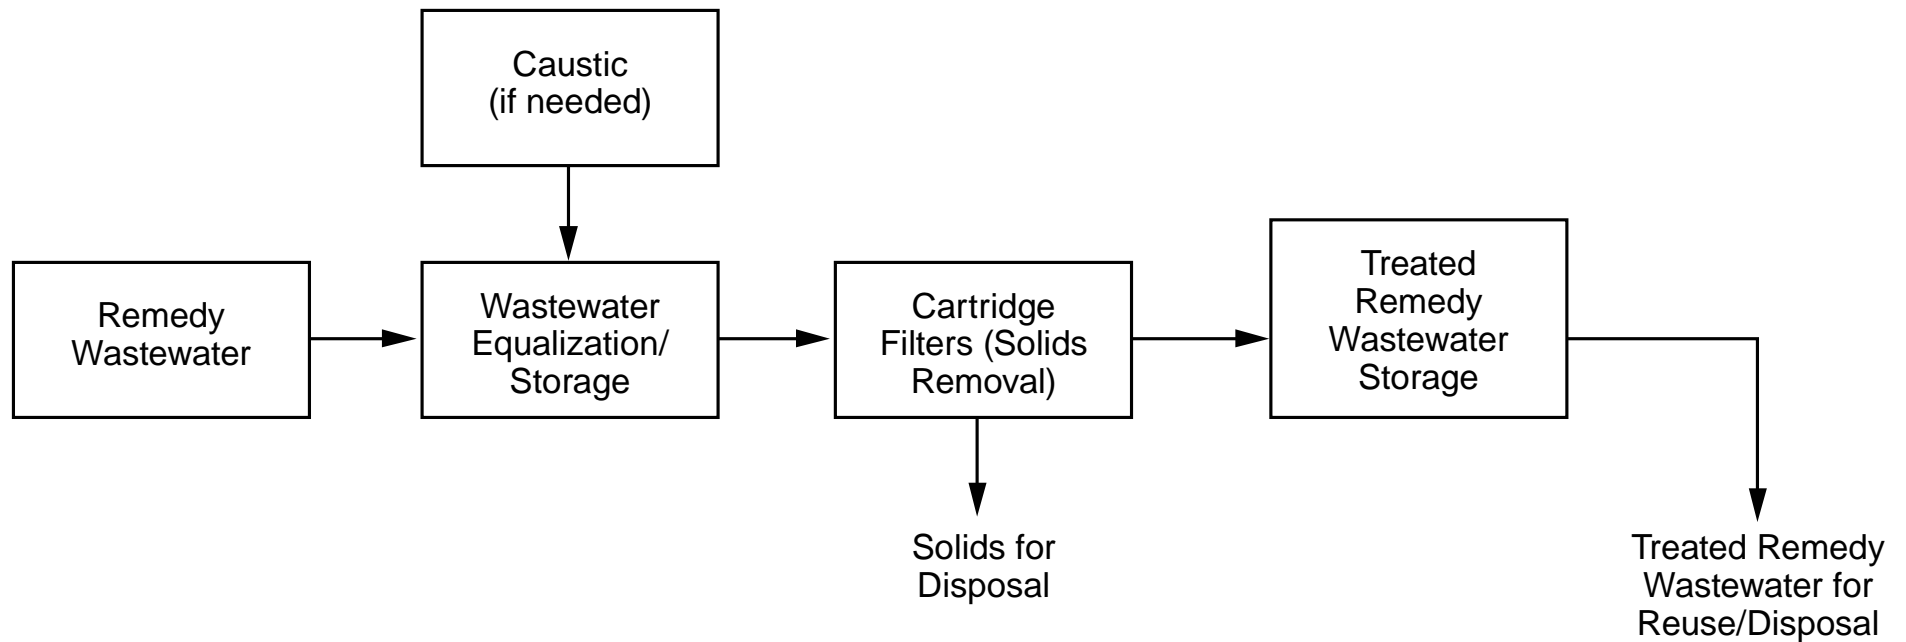 Caustic
(if needed)
Remedy
Wastewater
Wastewater
Equalization/
Storage
Cartridge
Filters (Solids
Removal)
Treated
Remedy
Wastewater
Storage
Solids for
Disposal
Treated Remedy
Wastewater for
Reuse/Disposal